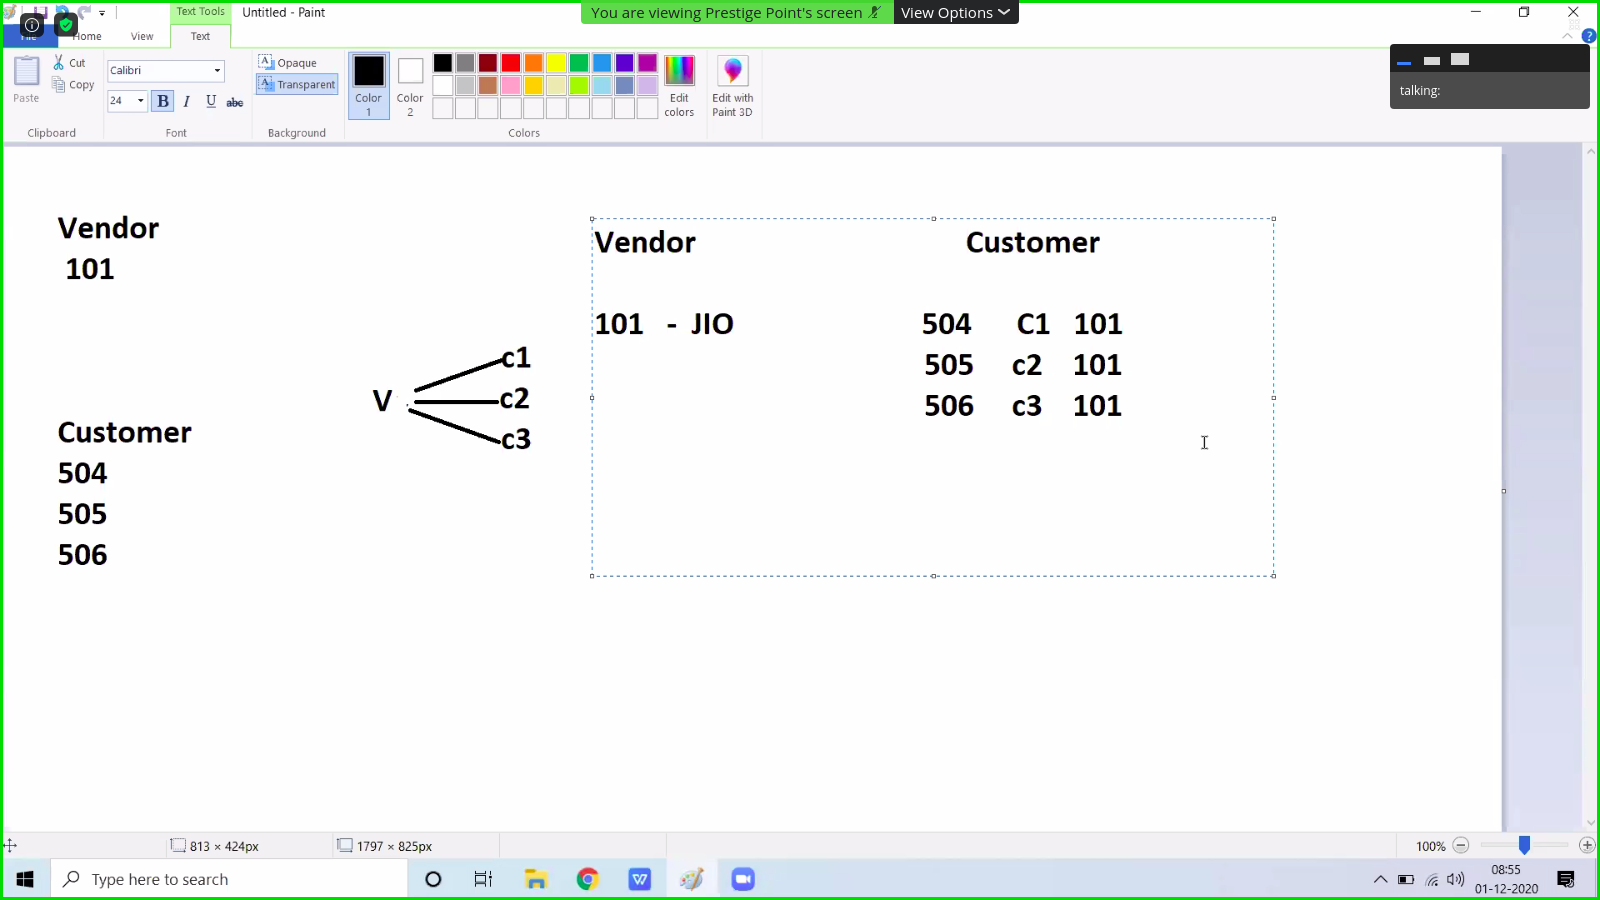 Text Tools
Untitled - Paint
You are viewing Prestige Point's screen
View Options
Home
View
Text
Paste
Cut
Copy
Clipboard
Calibri
24
B
I
U
abc
Font
Opaque
Transparent
Background
Color 1
Color 2
Colors
Edit colors
Edit with Paint 3D
talking:
Vendor
101
Customer
504
505
506
V
c1
c2
c3
Vendor Customer
101 - JIO 504 C1 101
505 c2 101
506 c3 101
813 × 424px
1797 × 825px
100%
Type here to search
08:55
01-12-2020